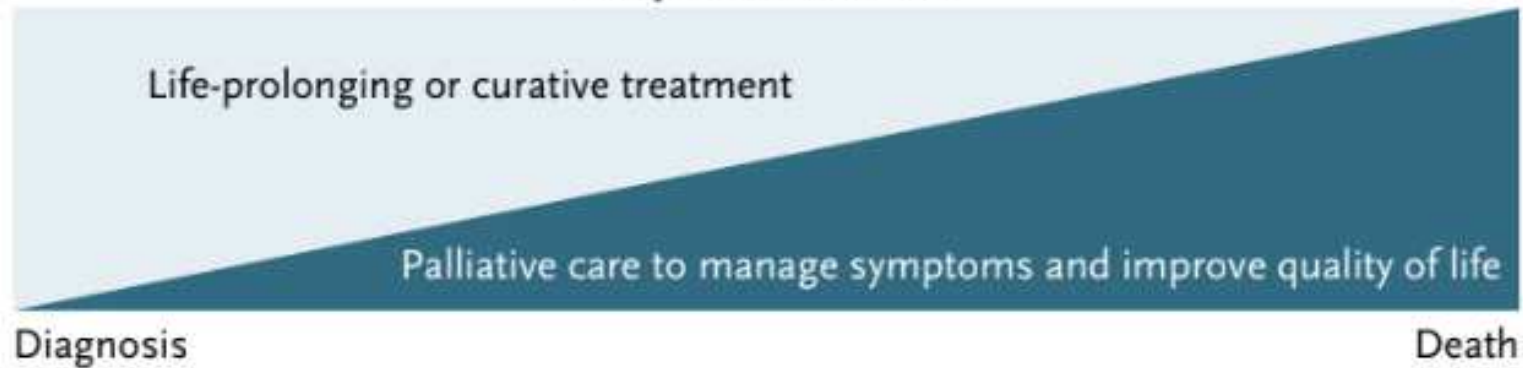 Life-prolonging or curative treatment
Palliative care to manage symptoms and improve quality of life
Diagnosis
Death